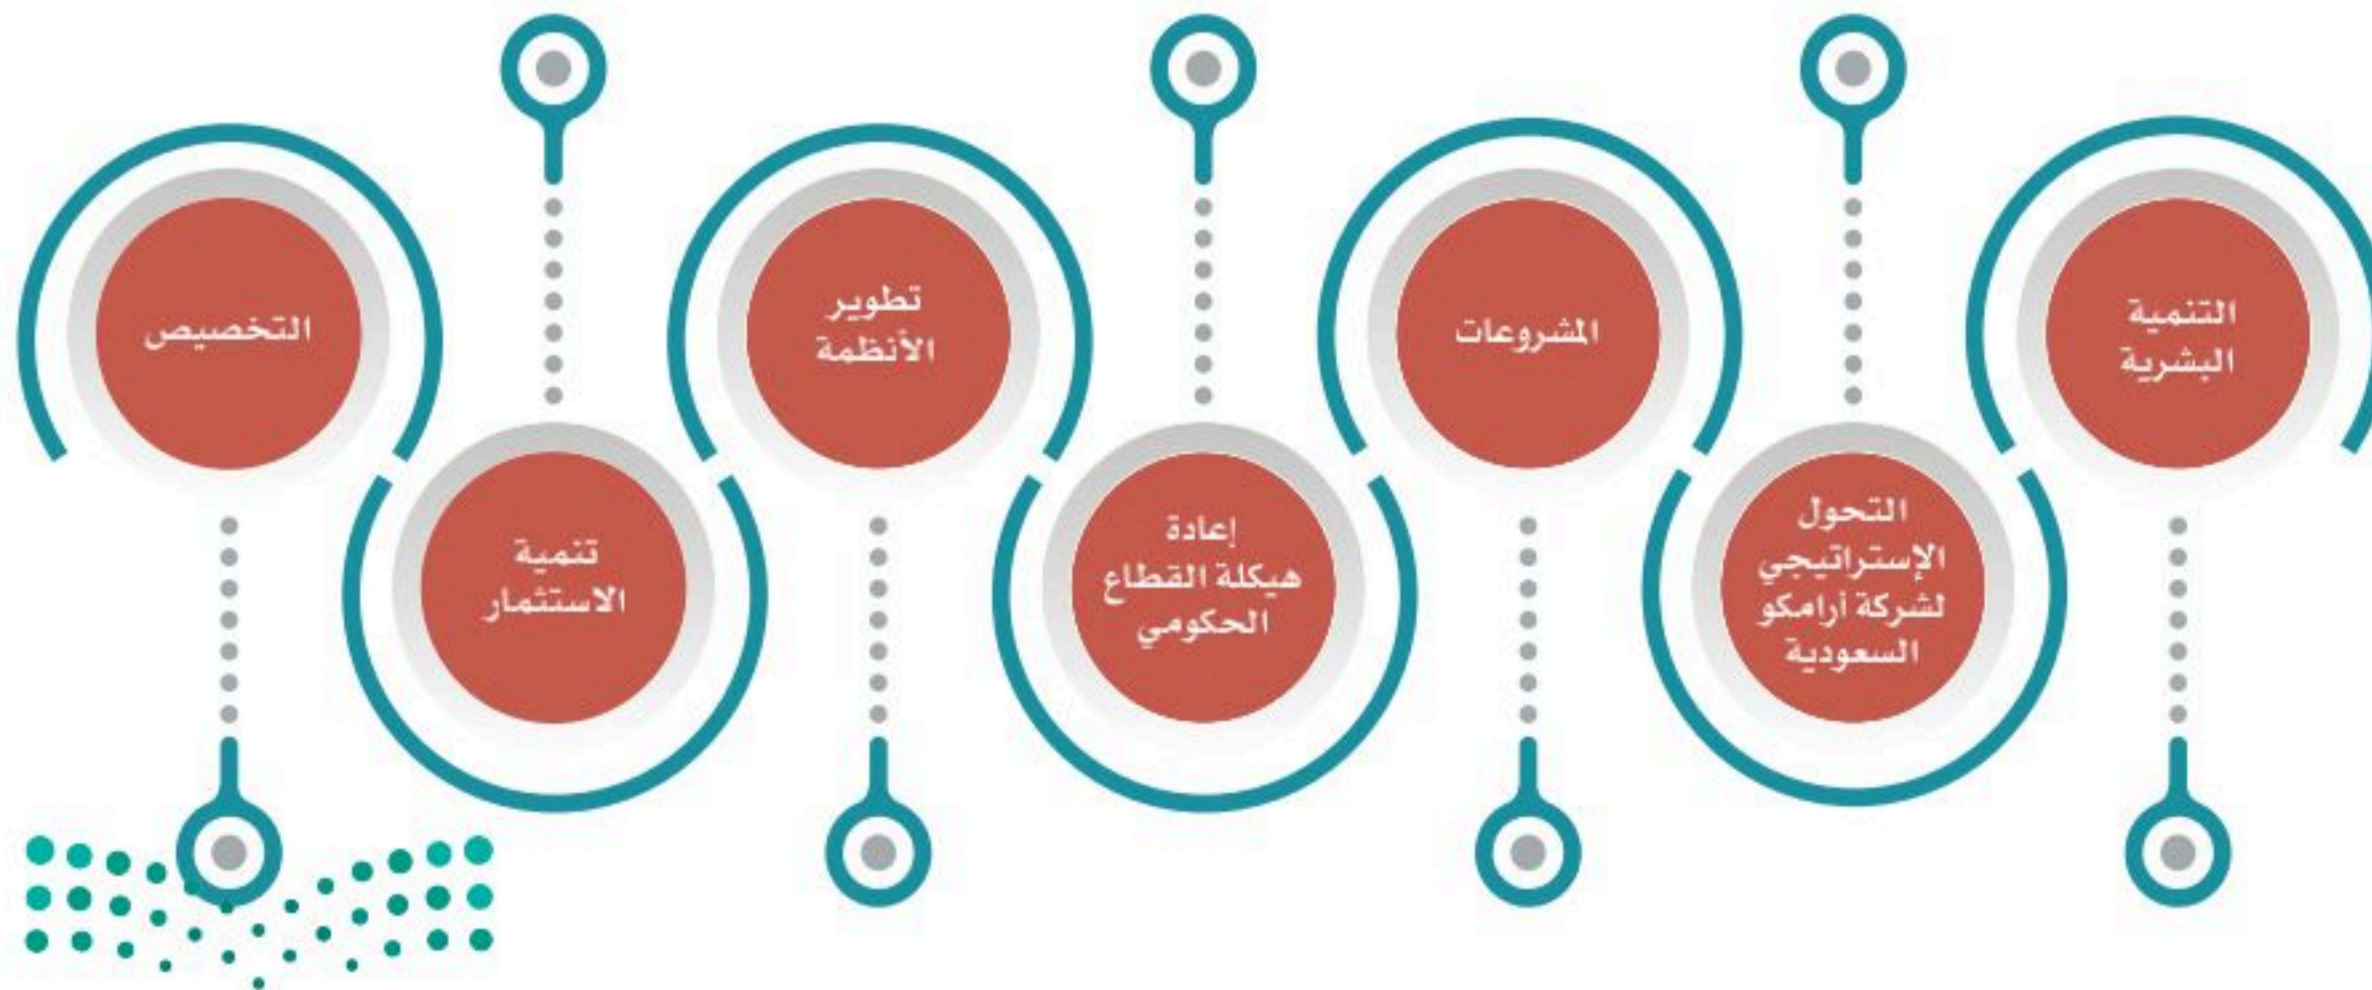 التنمية
البشرية
التحول
الإستراتيجي
لشركة أرامكو
السعودية
المشروعات
إعادة
هيكلة القطاع
الحكومي
تطوير
الأنظمة
تنمية
الاستثمار
التخصيص